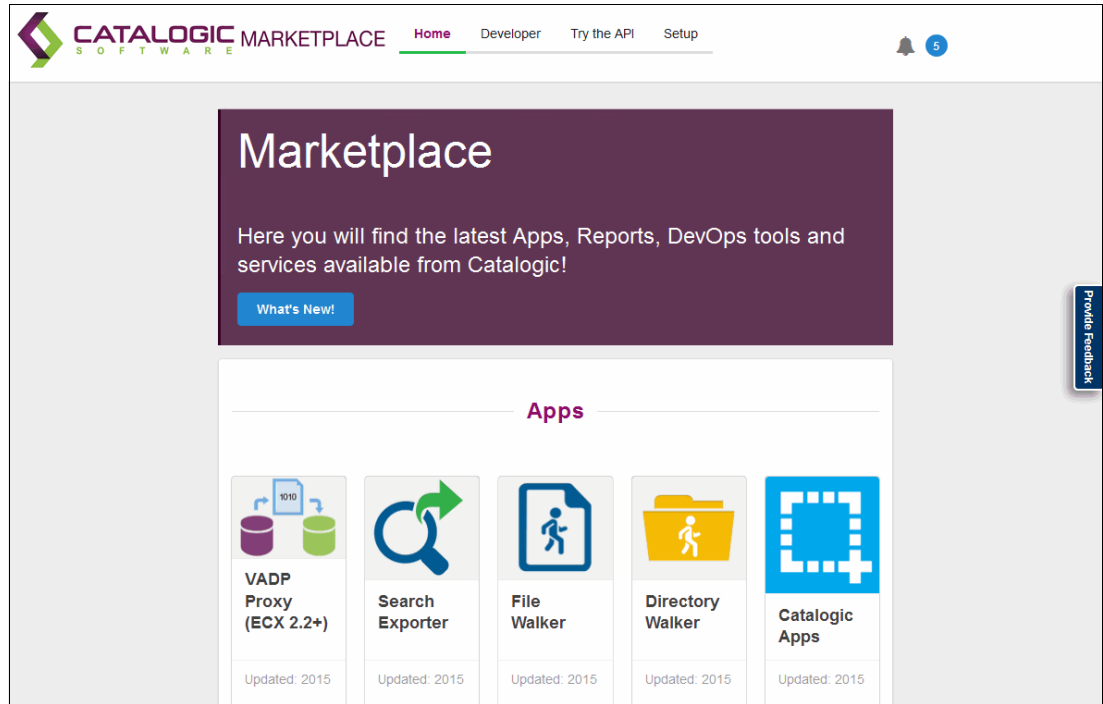 CATALOGIC MARKETPLACE
SOFTWARE
Home Developer Try the API Setup
5
Marketplace
Here you will find the latest Apps, Reports, DevOps tools and
services available from Catalogic!
What's New!
Provide Feedback
Apps
1010
VADP
Proxy
(ECX 2.2+)
Updated: 2015
Search
Exporter
Updated: 2015
File
Walker
Updated: 2015
Directory
Walker
Updated: 2015
Catalogic
Apps
Updated: 2015